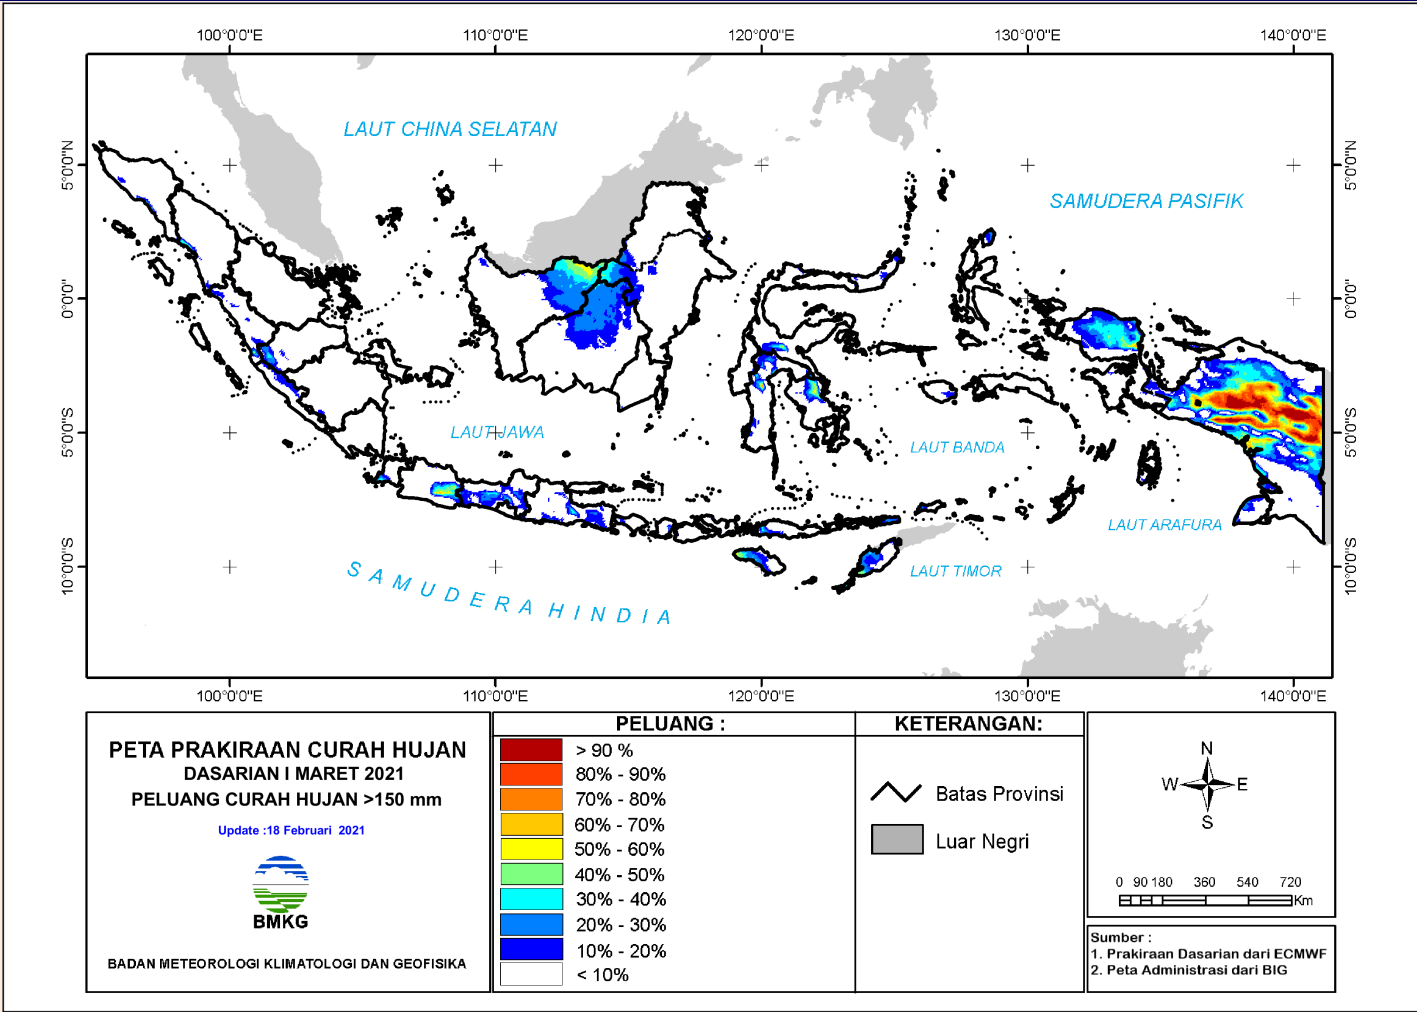 100°0'0"E 110°0'0"E 120°0'0"E 130°0'0"E 140°0'0"E
LAUT CHINA SELATAN
5°0'0"N 5°0'0"N
SAMUDERA PASIFIK
0°0'0" 0°0'0"
LAUT JAWA
5°0'0"S 5°0'0"S
LAUT BANDA
LAUT ARAFURA
10°0'0"S 10°0'0"S
LAUT TIMOR
SAMUDERA HINDIA
100°0'0"E 110°0'0"E 120°0'0"E 130°0'0"E 140°0'0"E
PETA PRAKIRAAN CURAH HUJAN
DASARIAN I MARET 2021
PELUANG CURAH HUJAN >150 mm
Update :18 Februari 2021
BMKG
BADAN METEOROLOGI KLIMATOLOGI DAN GEOFISIKA
PELUANG :
> 90 %
80% - 90%
70% - 80%
60% - 70%
50% - 60%
40% - 50%
30% - 40%
20% - 30%
10% - 20%
< 10%
KETERANGAN:
Batas Provinsi
Luar Negri
N
W E
S
0 90 180 360 540 720
Km
Sumber :
1. Prakiraan Dasarian dari ECMWF
2. Peta Administrasi dari BIG